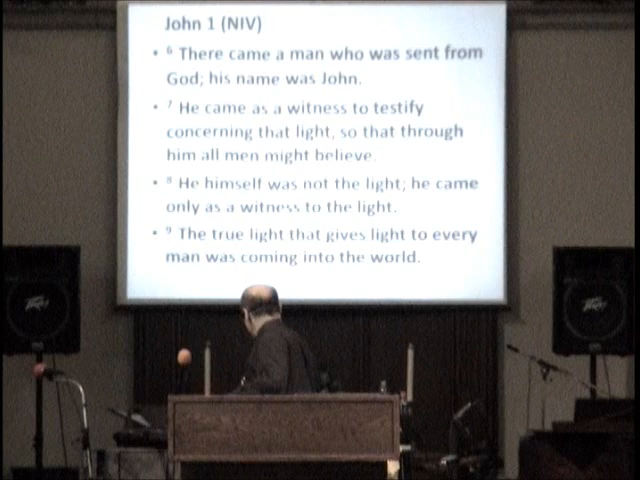 John 1 (NIV)
• 6 There came a man who was sent from
God; his name was John.
• 7 He came as a witness to testify
concerning that light, so that through
him all men might believe.
• 8 He himself was not the light; he came
only as a witness to the light.
• 9 The true light that gives light to every
man was coming into the world.
PEAVEY
PEAVEY